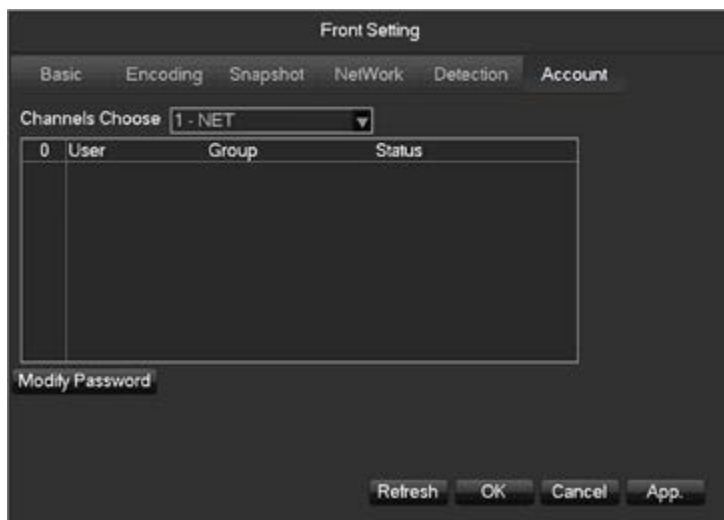 Front Setting
Basic Encoding Snapshot NetWork Detection Account
Channels Choose 1 - NET
0 User Group Status
Modify Password
Refresh OK Cancel App.